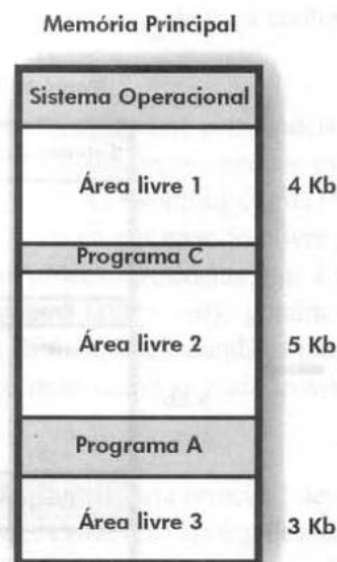 Memória Principal
Sistema Operacional
Área livre 1 4 Kb
Programa C
Área livre 2 5 Kb
Programa A
Área livre 3 3 Kb